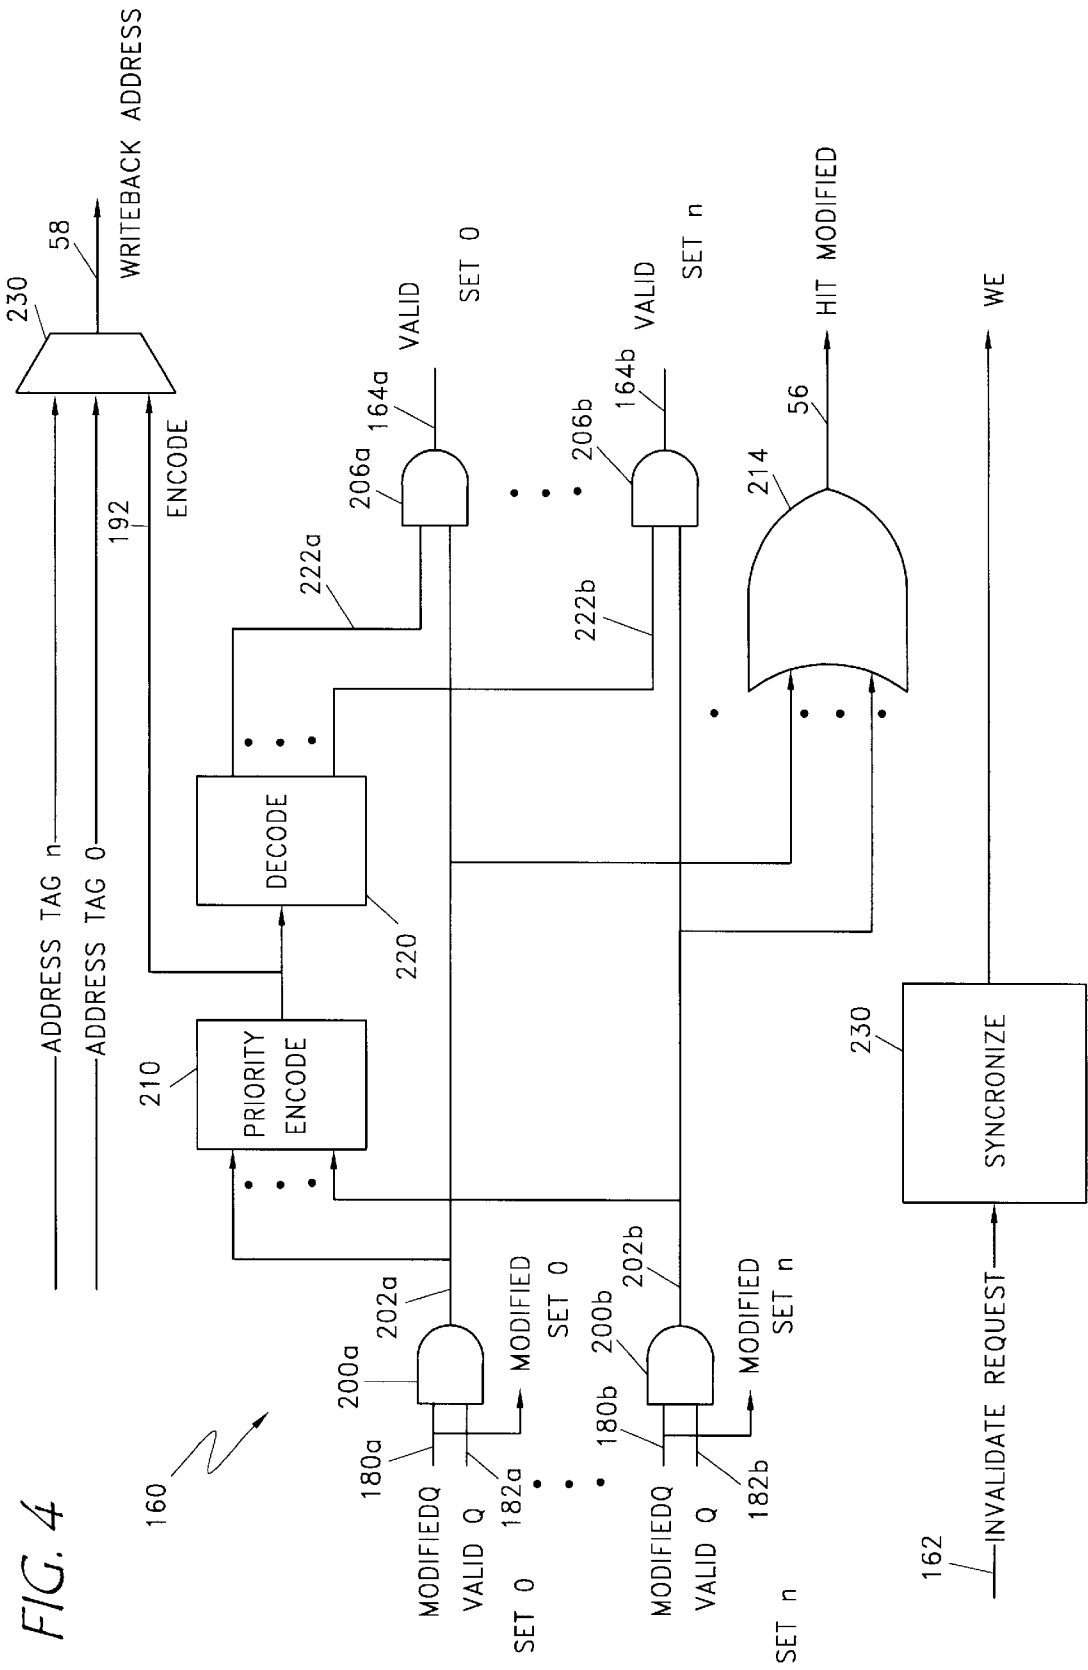 FIG. 4
160
ADDRESS TAG n
ADDRESS TAG 0
192
ENCODE
230
58
WRITEBACK ADDRESS
210
PRIORITY
ENCODE
DECODE
220
222a
222b
MODIFIEDQ
VALID Q
SET 0
180a
182a
200a
202a
MODIFIED
SET 0
206a
164a
VALID
SET 0
MODIFIEDQ
VALID Q
SET n
180b
182b
200b
202b
MODIFIED
SET n
206b
164b
VALID
SET n
214
56
HIT MODIFIED
162
INVALIDATE REQUEST
230
SYNCRONIZE
WE